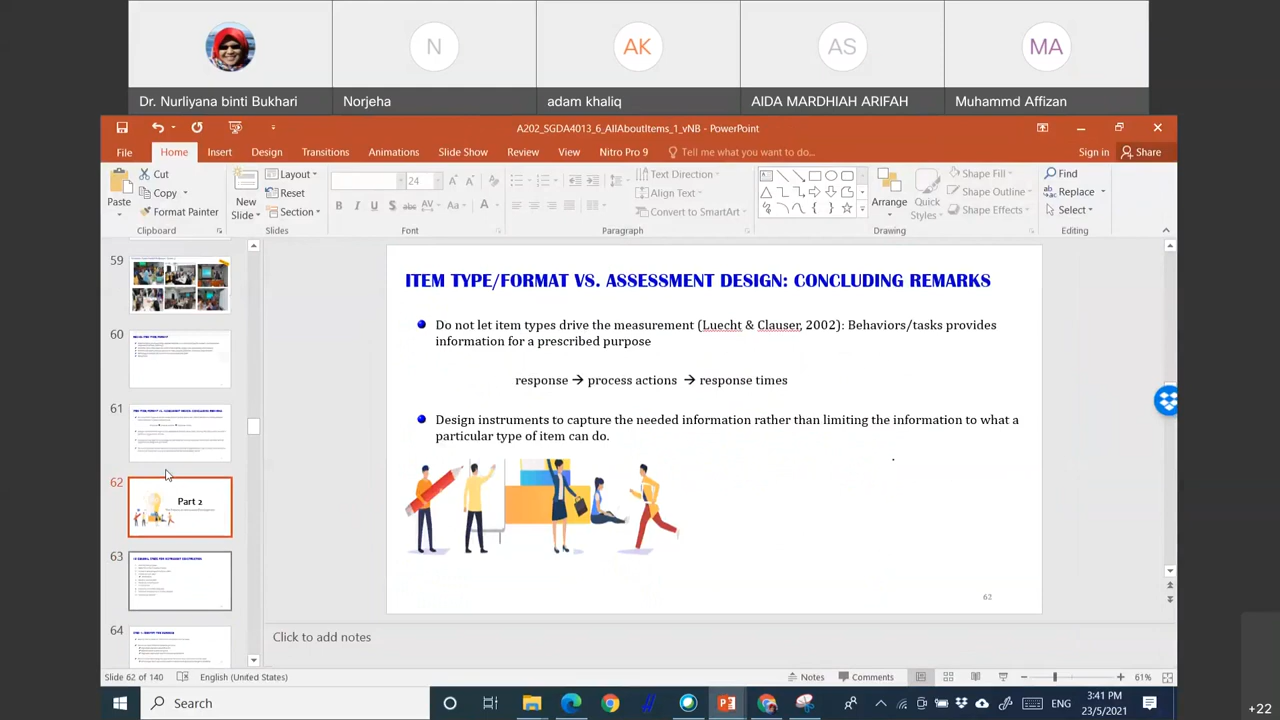 N
AK
AS
MA
Dr. Nurliyana binti Bukhari
Norjeha
adam khaliq
AIDA MARDHIAH ARIFAH
Muhammd Affizan
A202_SGDA4013_6_AllAboutItems_1_vNB - PowerPoint
File
Home
Insert
Design
Transitions
Animations
Slide Show
Review
View
Nitro Pro 9
Tell me what you want to do...
Sign in
Share
Paste
Cut
Copy
Format Painter
Clipboard
New
Slide
Layout
Reset
Section
Slides
24
Font
Text Direction
Align Text
Convert to SmartArt
Paragraph
Arrange
Quick
Styles
Shape Fill
Shape Outline
Shape Effects
Drawing
Find
Replace
Select
Editing
59
60
61
62
Part 2
63
64
ITEM TYPE/FORMAT VS. ASSESSMENT DESIGN: CONCLUDING REMARKS
Do not let item types drive the measurement (Luecht & Clauser, 2002): Behaviors/tasks provides
information for a prescribed purpose
response → process actions → response times
Design instruments to capture the needed information rather than limiting the information to what a
particular type of item can do.
62
Click to add notes
Slide 62 of 140
English (United States)
Notes
Comments
61%
Search
ENG
3:41 PM
23/5/2021
+22